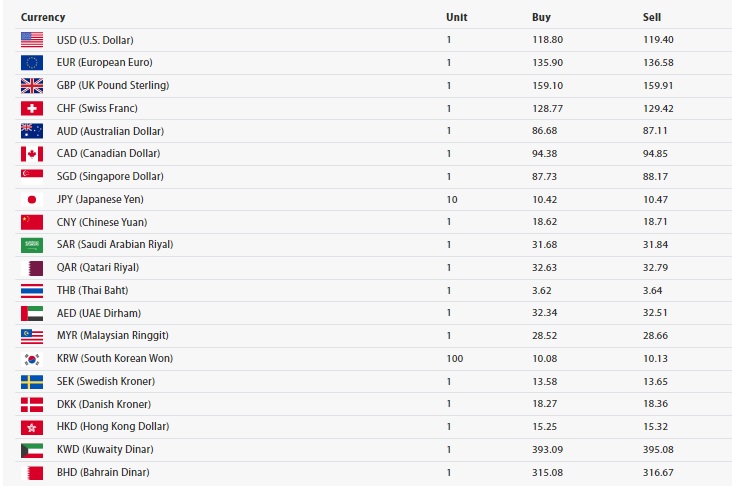 Currency Unit Buy Sell
USD (U.S. Dollar) 1 118.80 119.40
EUR (European Euro) 1 135.90 136.58
GBP (UK Pound Sterling) 1 159.10 159.91
CHF (Swiss Franc) 1 128.77 129.42
AUD (Australian Dollar) 1 86.68 87.11
CAD (Canadian Dollar) 1 94.38 94.85
SGD (Singapore Dollar) 1 87.73 88.17
JPY (Japanese Yen) 10 10.42 10.47
CNY (Chinese Yuan) 1 18.62 18.71
SAR (Saudi Arabian Riyal) 1 31.68 31.84
QAR (Qatari Riyal) 1 32.63 32.79
THB (Thai Baht) 1 3.62 3.64
AED (UAE Dirham) 1 32.34 32.51
MYR (Malaysian Ringgit) 1 28.52 28.66
KRW (South Korean Won) 100 10.08 10.13
SEK (Swedish Kroner) 1 13.58 13.65
DKK (Danish Kroner) 1 18.27 18.36
HKD (Hong Kong Dollar) 1 15.25 15.32
KWD (Kuwaity Dinar) 1 393.09 395.08
BHD (Bahrain Dinar) 1 315.08 316.67